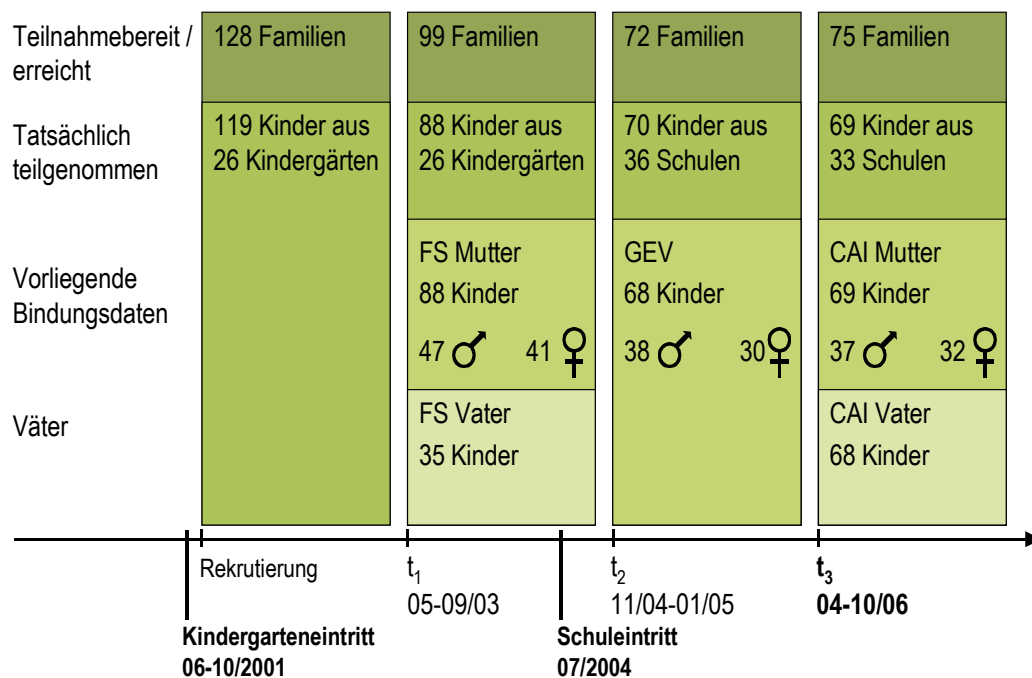 Teilnahmebereit /
erreicht
128 Familien
99 Familien
72 Familien
75 Familien
Tatsächlich
teilgenommen
119 Kinder aus
26 Kindergärten
88 Kinder aus
26 Kindergärten
70 Kinder aus
36 Schulen
69 Kinder aus
33 Schulen
Vorliegende
Bindungsdaten
FS Mutter
88 Kinder
47 ♂ 41 ♀
GEV
68 Kinder
38 ♂ 30 ♀
CAI Mutter
69 Kinder
37 ♂ 32 ♀
Väter
FS Vater
35 Kinder
CAI Vater
68 Kinder
Rekrutierung
t1
05-09/03
t2
11/04-01/05
t3
04-10/06
Kindergarteneintritt
06-10/2001
Schuleintritt
07/2004